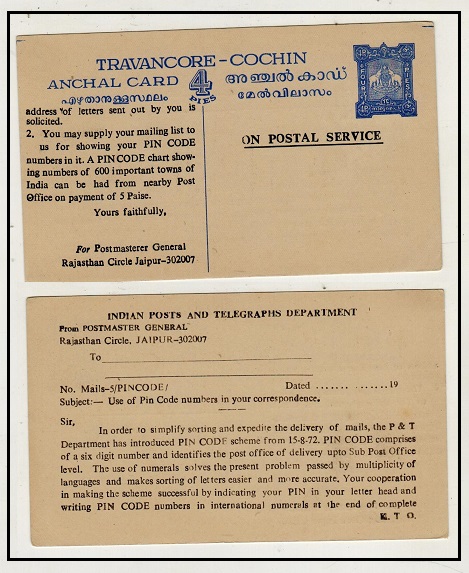 TRAVANCORE-COCHIN
ANCHAL CARD 4 PIES അഞ്ചൽ കാർഡ്
എഴുതാനുള്ളസ്ഥലം മേൽവിലാസം
address of letters sent out by you is
solicited.
2. You may supply your mailing list to
us for showing your PIN CODE
numbers in it. A PIN CODE chart show-
ing numbers of 600 important towns of
India can be had from nearby Post
Office on payment of 5 Paise.
Yours faithfully,
For Postmasterer General
Rajasthan Circle Jaipur-302007
ON POSTAL SERVICE
INDIAN POSTS AND TELEGRAPHS DEPARTMENT
From POSTMASTER GENERAL
Rajasthan Circle, JAIPUR-302007
To
No. Mails-5/PINCODE/ Dated ........ ............19
Subject:— Use of Pin Code numbers in your correspondence.
Sir,
In order to simplify sorting and expedite the delivery of mails, the P & T
Department has introduced PIN CODE scheme from 15-8-72. PIN CODE comprises
of a six digit number and identifies the post office of delivery upto Sub Post Office
level. The use of numerals solves the present problem passed by multiplicity of
languages and makes sorting of letters easier and more accurate. Your cooperation
in making the scheme successful by indicating your PIN in your letter head and
writing PIN CODE numbers in international numerals at the end of complete
K. T. O.